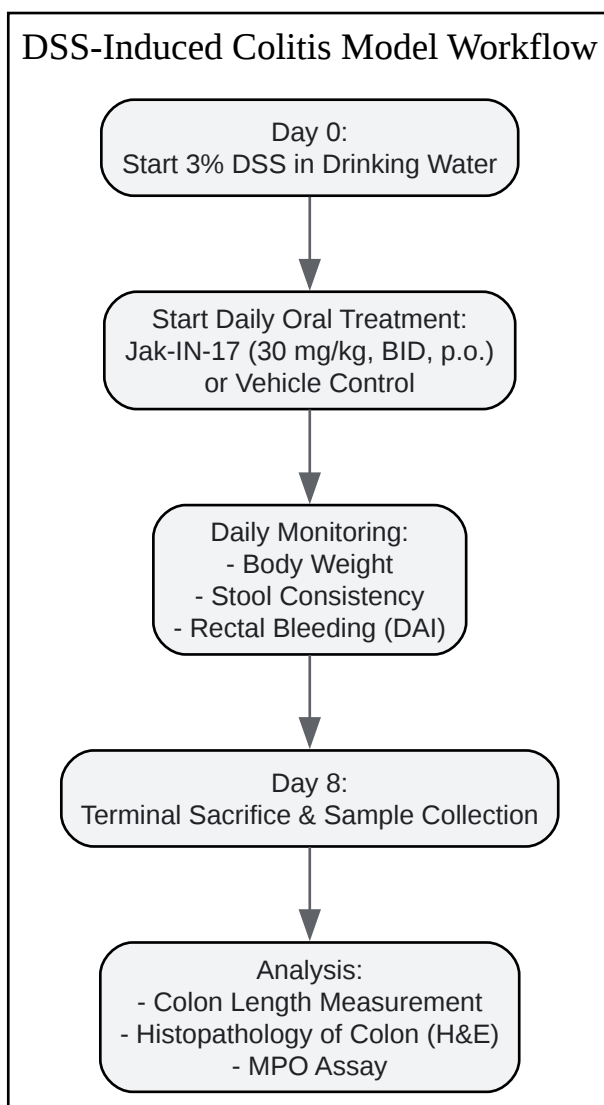 DSS-Induced Colitis Model Workflow
Day 0:
Start 3% DSS in Drinking Water
Start Daily Oral Treatment:
Jak-IN-17 (30 mg/kg, BID, p.o.)
or Vehicle Control
Daily Monitoring:
- Body Weight
- Stool Consistency
- Rectal Bleeding (DAI)
Day 8:
Terminal Sacrifice & Sample Collection
Analysis:
- Colon Length Measurement
- Histopathology of Colon (H&E)
- MPO Assay